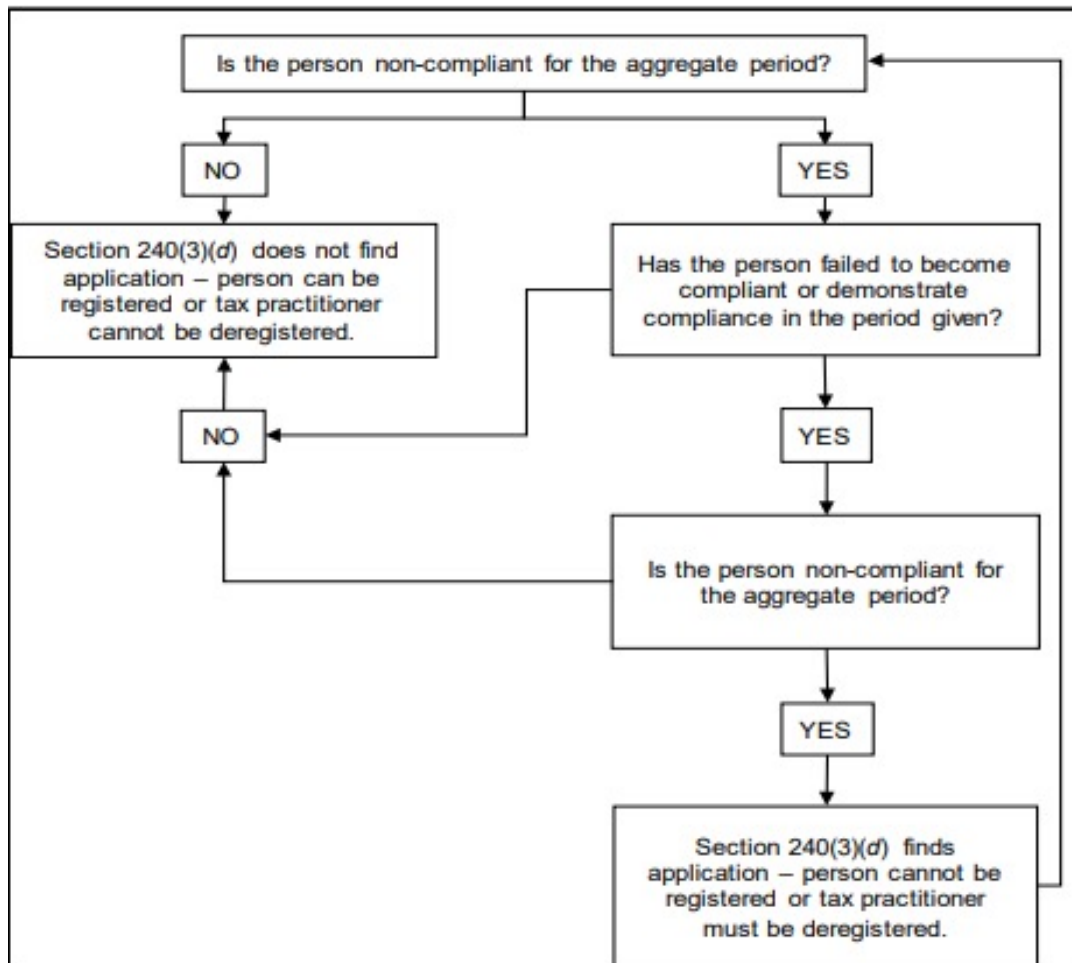 Is the person non-compliant for the aggregate period?
NO
YES
Section 240(3)(d) does not find
application – person can be
registered or tax practitioner
cannot be deregistered.
Has the person failed to become
compliant or demonstrate
compliance in the period given?
NO
YES
Is the person non-compliant for
the aggregate period?
YES
Section 240(3)(d) finds
application – person cannot be
registered or tax practitioner
must be deregistered.